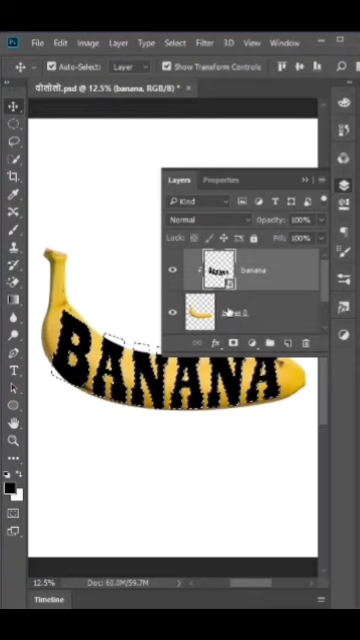 Ps File Edit Image Layer Type Select Filter 3D View Window
Auto-Select: Layer Show Transform Controls
.psd @ 12.5% (banana, RGB/8) *
Layers Properties
Kind
Normal Opacity: 100%
Lock: Fill: 100%
banana
BANANA
12.5% Doc: 60.8M/59.7M
Timeline